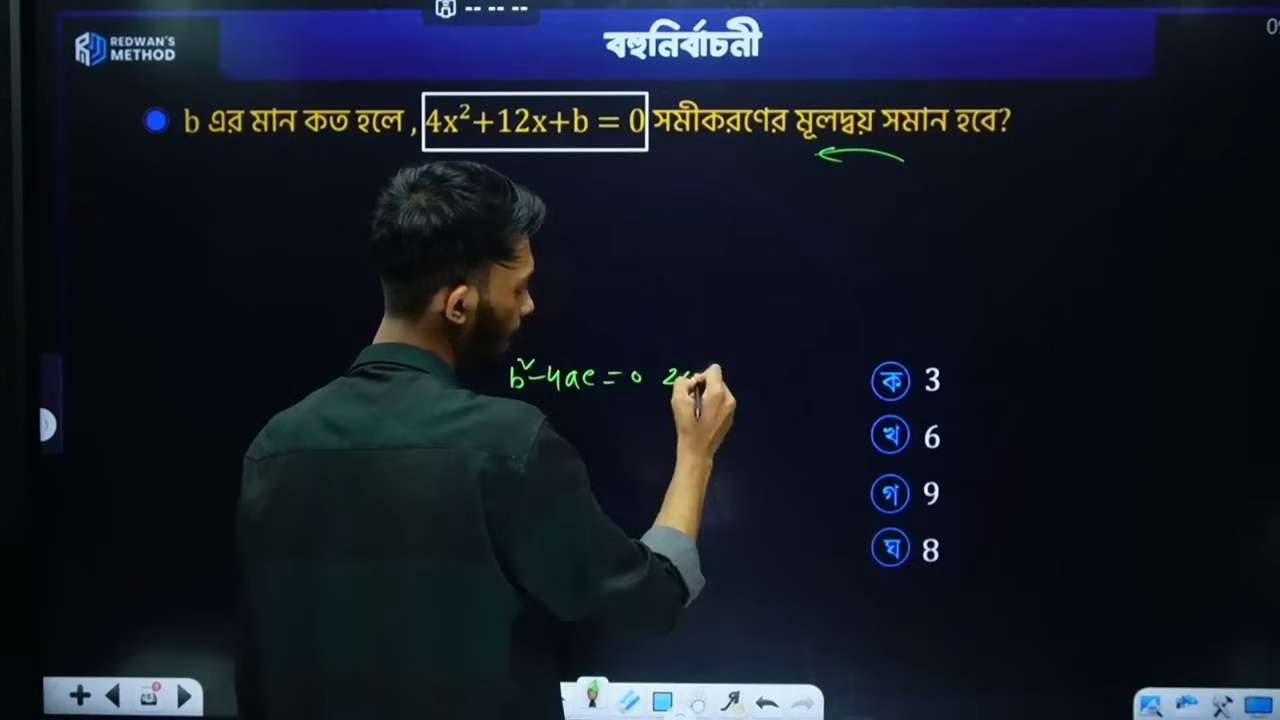 REDWAN'S
METHOD
বহুনির্বাচনী
b এর মান কত হলে , 4x²+12x+b = 0 সমীকরণের মূলদ্বয় সমান হবে?
b²-4ac = 0
ক 3
খ 6
গ 9
ঘ 8